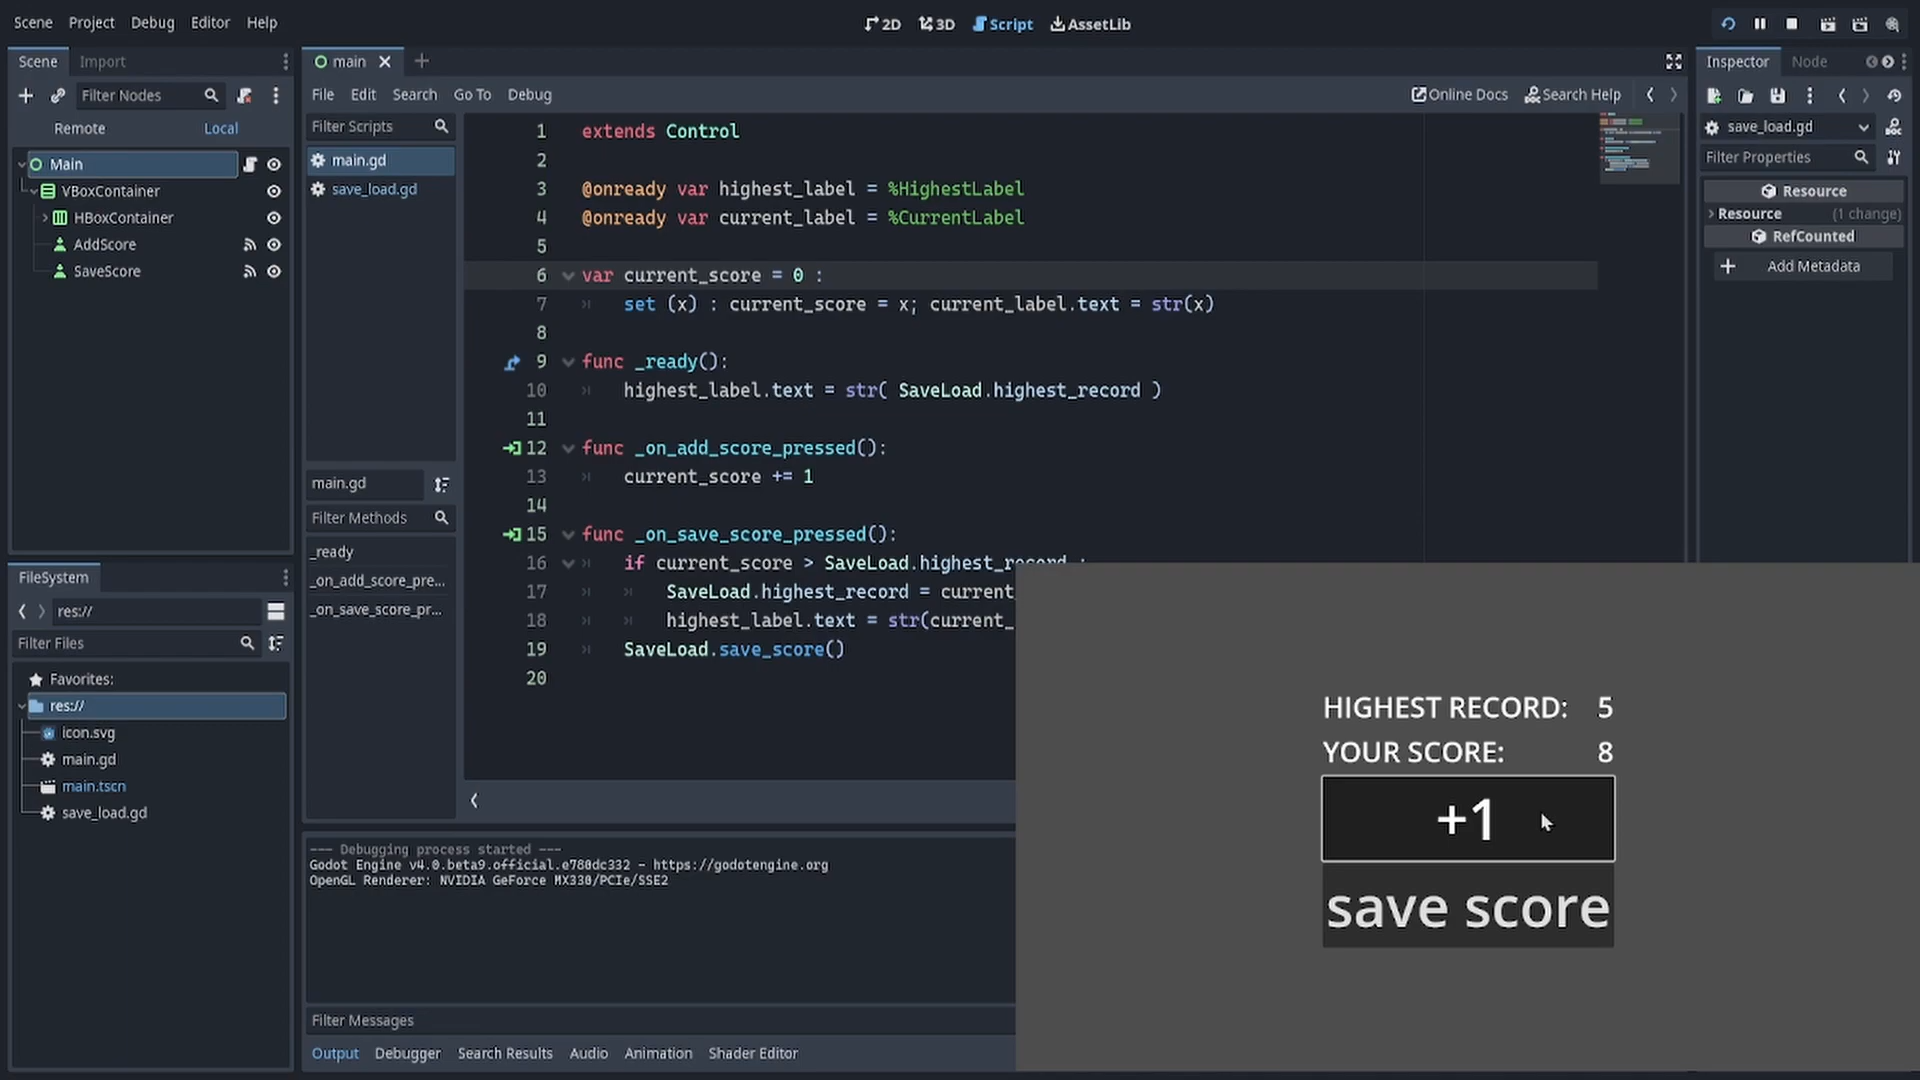 Scene Project Debug Editor Help
2D 3D Script AssetLib
Scene Import
Filter Nodes
Remote Local
Main
VBoxContainer
HBoxContainer
AddScore
SaveScore
FileSystem
res://
Filter Files
Favorites:
res://
icon.svg
main.gd
main.tscn
save_load.gd
main
File Edit Search Go To Debug
Online Docs Search Help
Filter Scripts
main.gd
save_load.gd
main.gd
Filter Methods
_ready
_on_add_score_pre...
_on_save_score_pr...
1 extends Control
2
3 @onready var highest_label = %HighestLabel
4 @onready var current_label = %CurrentLabel
5
6 var current_score = 0 :
7 set (x) : current_score = x; current_label.text = str(x)
8
9 func _ready():
10 highest_label.text = str( SaveLoad.highest_record )
11
12 func _on_add_score_pressed():
13 current_score += 1
14
15 func _on_save_score_pressed():
16 if current_score > SaveLoad.highest_record :
17 SaveLoad.highest_record = current_
18 highest_label.text = str(current_
19 SaveLoad.save_score()
20
--- Debugging process started ---
Godot Engine v4.0.beta9.official.e780dc332 - https://godotengine.org
OpenGL Renderer: NVIDIA GeForce MX330/PCIe/SSE2
Filter Messages
Output Debugger Search Results Audio Animation Shader Editor
Inspector Node
save_load.gd
Filter Properties
Resource
Resource (1 change)
RefCounted
Add Metadata
HIGHEST RECORD: 5
YOUR SCORE: 8
+1
save score